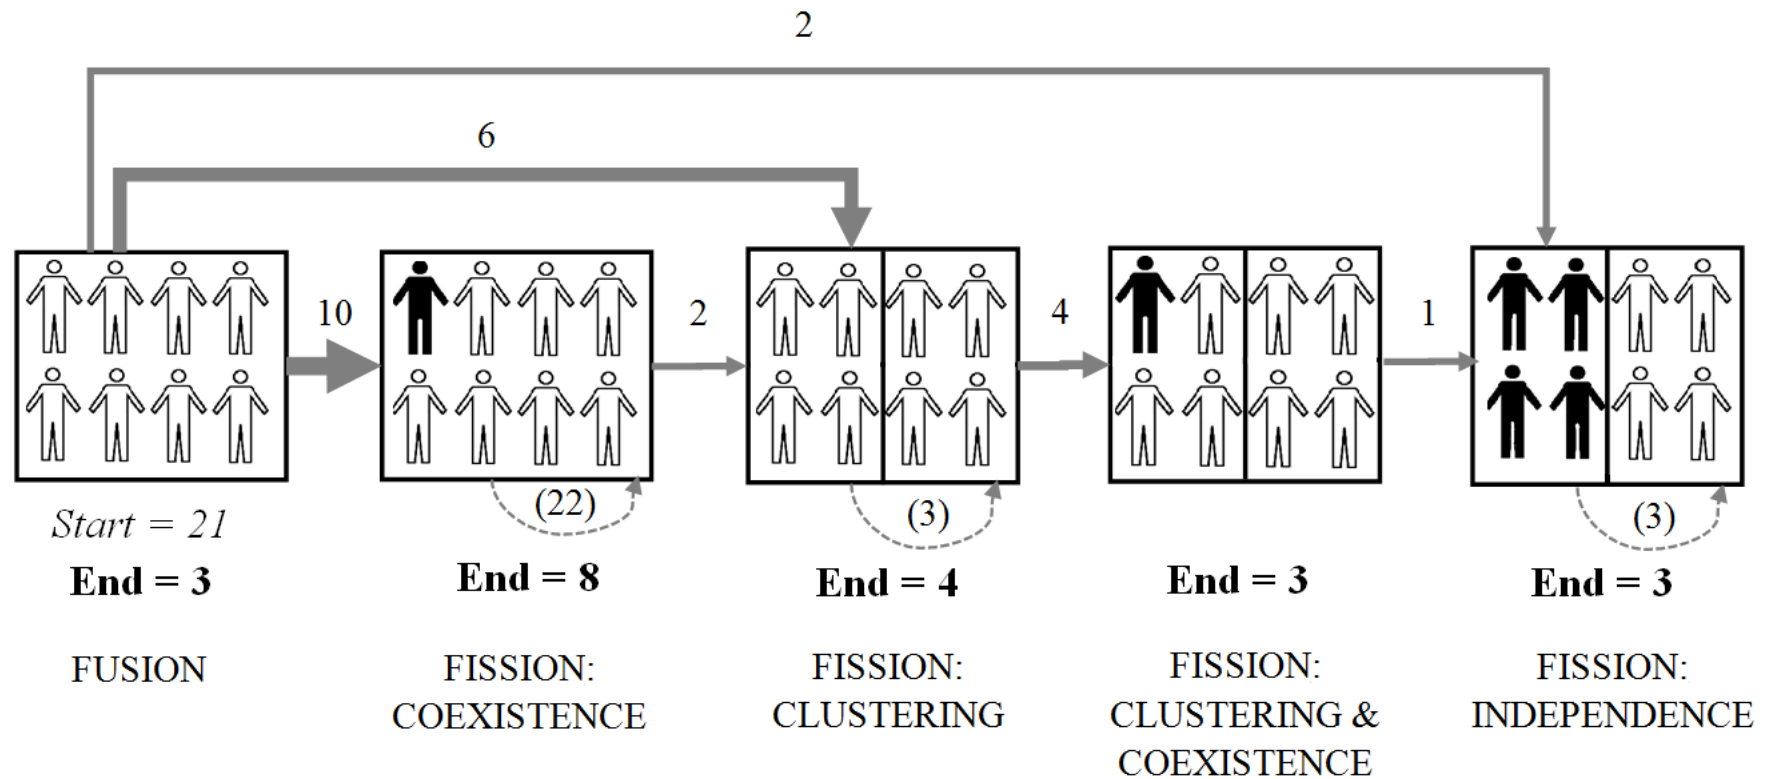 2
6
10
2
4
1
(22)
(3)
(3)
Start = 21
End = 3
End = 8
End = 4
End = 3
End = 3
FUSION
FISSION:
COEXISTENCE
FISSION:
CLUSTERING
FISSION:
CLUSTERING &
COEXISTENCE
FISSION:
INDEPENDENCE